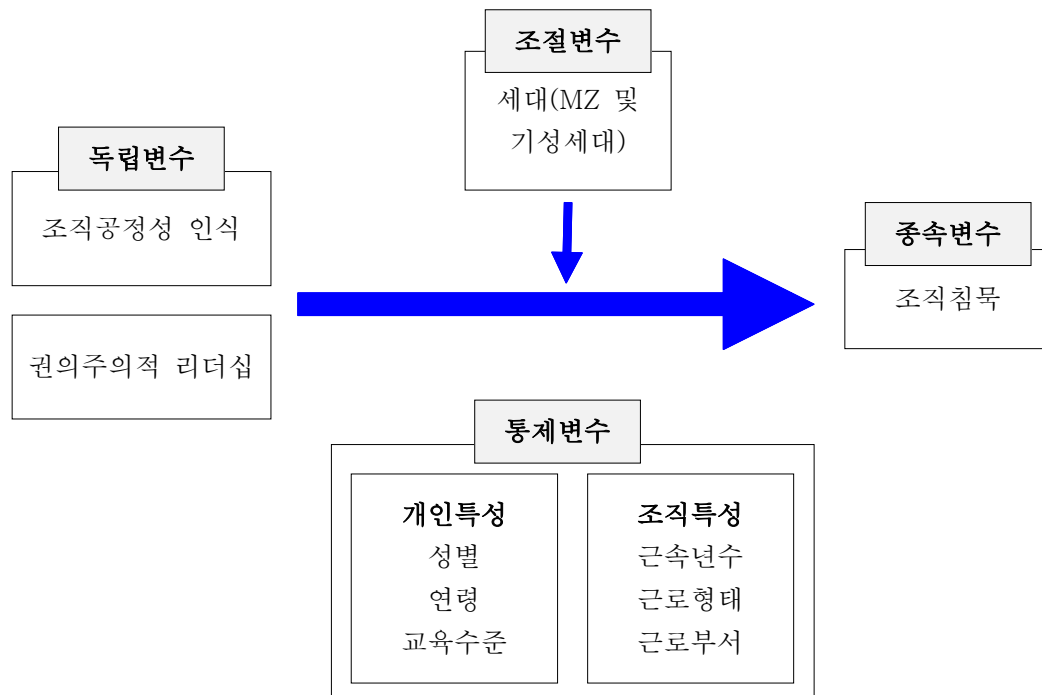 조절변수
세대(MZ 및
기성세대)
독립변수
조직공정성 인식
권의주의적 리더십
종속변수
조직침묵
통제변수
개인특성
성별
연령
교육수준
조직특성
근속년수
근로형태
근로부서